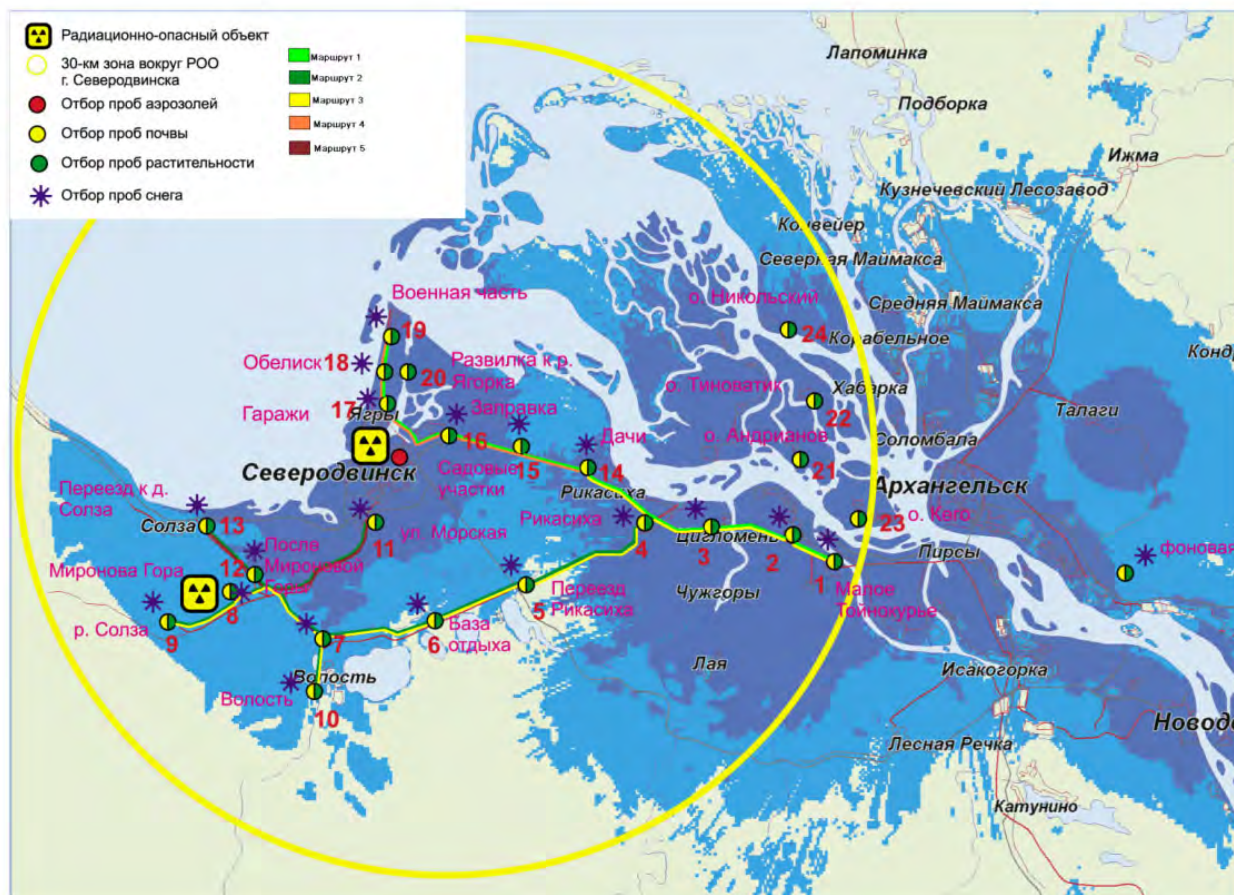 Радиационно-опасный объект
30-км зона вокруг РОО
г. Северодвинска
Отбор проб аэрозолей
Отбор проб почвы
Отбор проб растительности
Отбор проб снега
Маршрут 1
Маршрут 2
Маршрут 3
Маршрут 4
Маршрут 5
Лапоминка
Подборка
Ижма
Кузнечевский Лесозавод
Конвейер
Северная Маймакса
Средняя Маймакса
Военная часть
о. Никольский
19
24
Корабельное
Обелиск
18
20
Развилка к р.
Ягорка
о. Тиноватик
Хабарка
Конд
Гаражи
17
Ягры
Заправка
22
Талаги
16
15
Дачи
о. Андрианов
Соломбала
Северодвинск
Садовые
участки
14
21
Переезд к д.
Солза
Рикасиха
Архангельск
Солза
13
11
ул. Морская
Рикасиха
4
3
Цигломень
2
23
о. Кего
Пирсы
фоновая
12
После
Мироновой
Горы
Миронова Гора
8
5
Переезд
Рикасиха
Чужгоры
1
Малое
Тойнокурье
р. Солза
9
7
6
База
отдыха
Лая
Исакогорка
Волость
Волость
10
Новод
Лесная Речка
Катунино